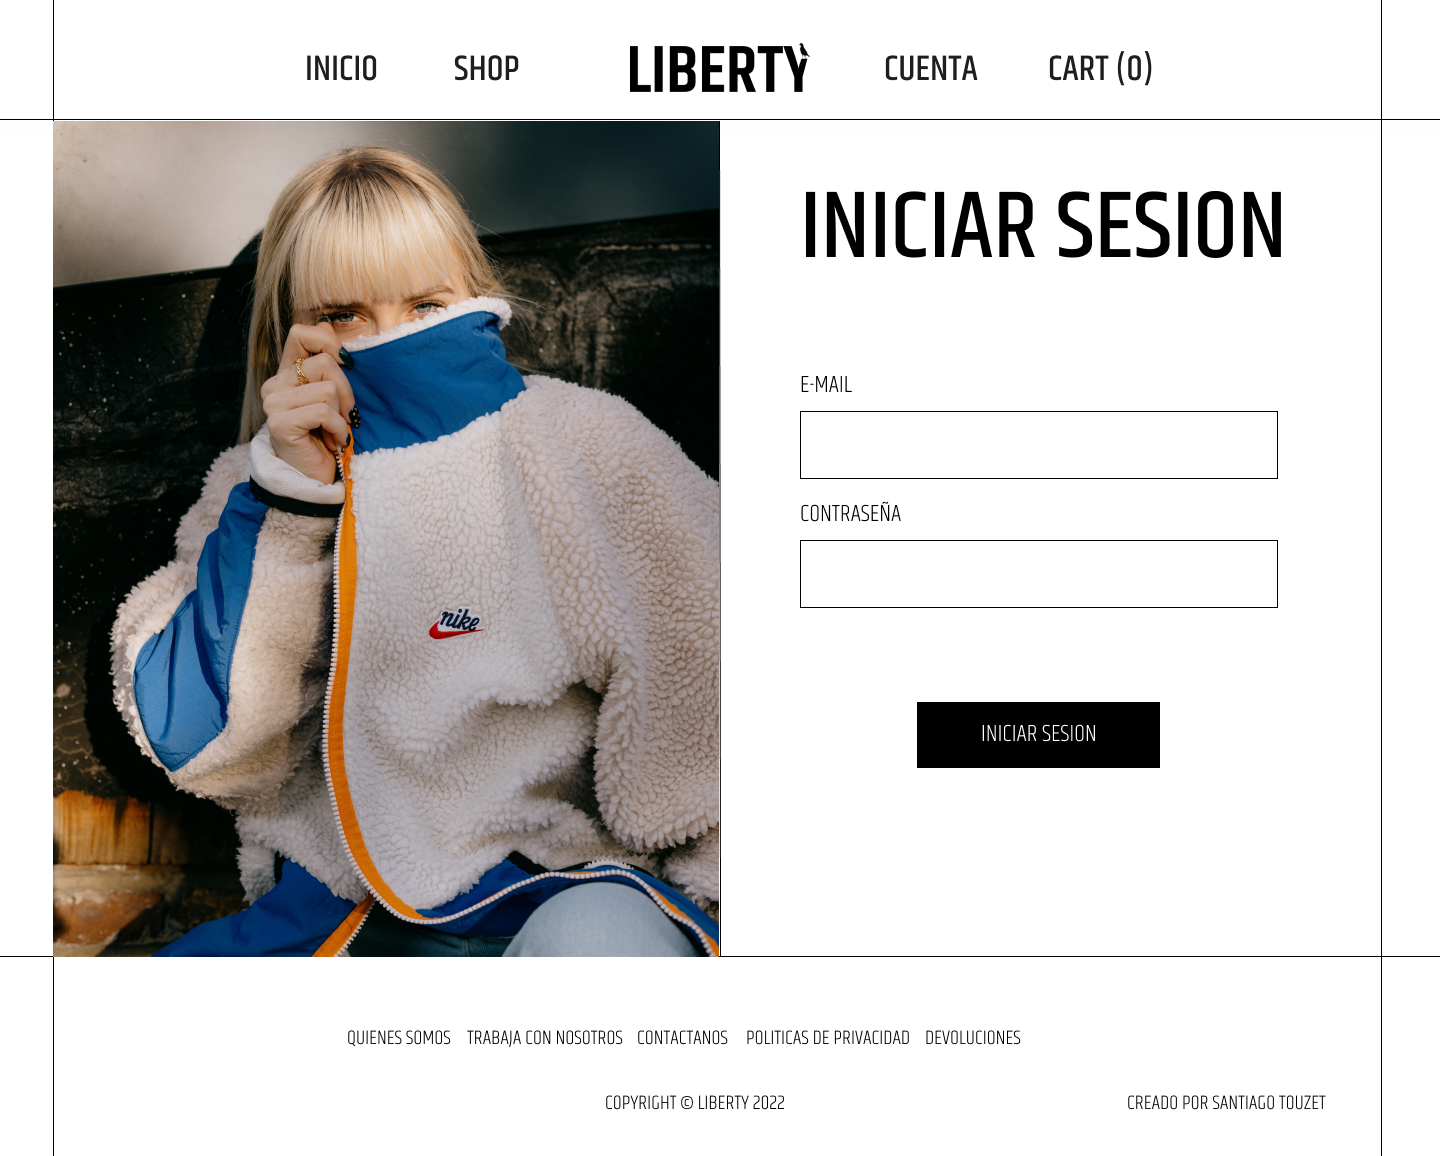 INICIO SHOP LIBERTY CUENTA CART (0)
INICIAR SESION
E-MAIL
CONTRASEÑA
nike
INICIAR SESION
QUIENES SOMOS TRABAJA CON NOSOTROS CONTACTANOS POLITICAS DE PRIVACIDAD DEVOLUCIONES
COPYRIGHT © LIBERTY 2022 CREADO POR SANTIAGO TOUZET